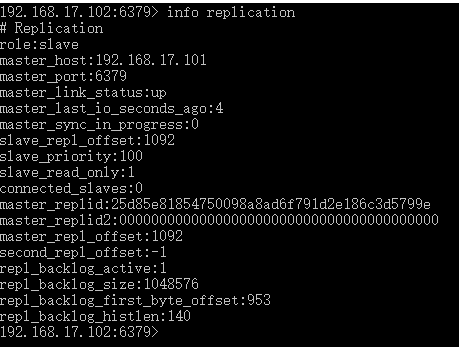 192.168.17.102:6379> info replication
# Replication
role:slave
master_host:192.168.17.101
master_port:6379
master_link_status:up
master_last_io_seconds_ago:4
master_sync_in_progress:0
slave_repl_offset:1092
slave_priority:100
slave_read_only:1
connected_slaves:0
master_replid:25d85e81854750098a8ad6f791d2e186c3d5799e
master_replid2:0000000000000000000000000000000000000000
master_repl_offset:1092
second_repl_offset:-1
repl_backlog_active:1
repl_backlog_size:1048576
repl_backlog_first_byte_offset:953
repl_backlog_histlen:140
192.168.17.102:6379>